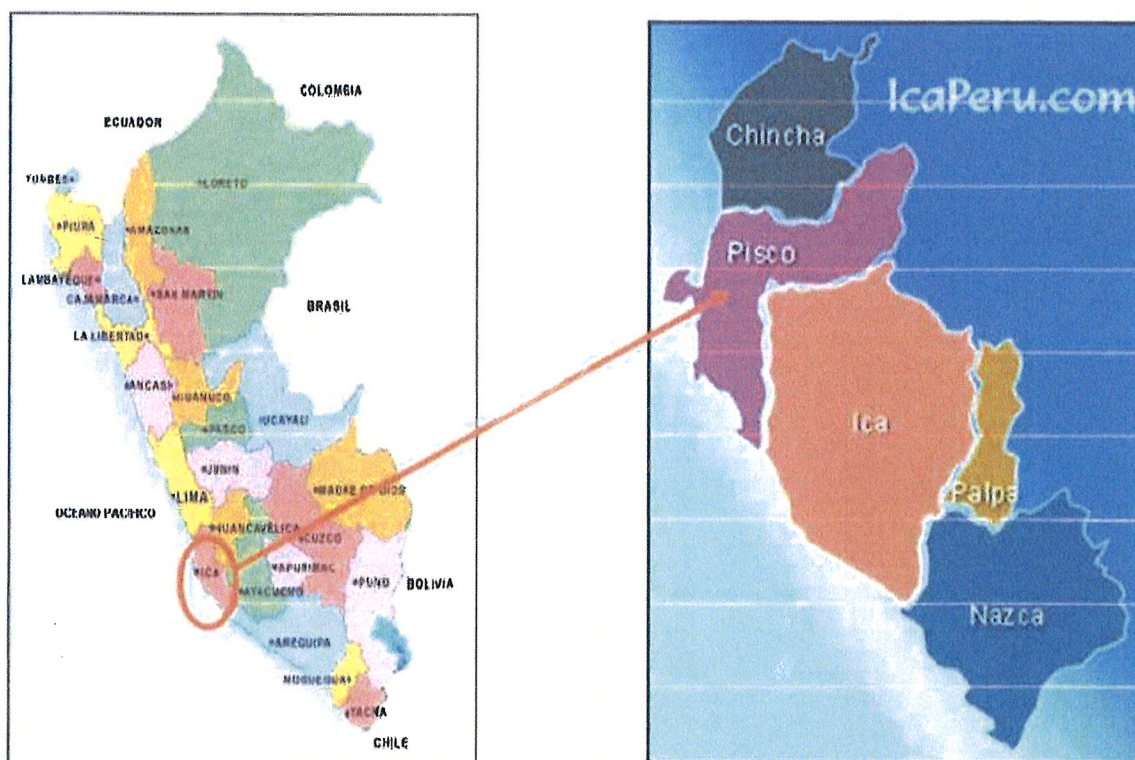 COLOMBIA
ECUADOR
TUMBES
LORETO
PIURA
AMAZONAS
LAMBAYEQUE
CAJAMARCA
SAN MARTIN
BRASIL
LA LIBERTAD
ANCASH
HUANUCO
UCAYALI
PASCO
JUNIN
MADRE DE DIOS
LIMA
OCEANO PACIFICO
HUANCAVELICA
CUZCO
ICA
APURIMAC
PUNO
BOLIVIA
AYACUCHO
AREQUIPA
MOQUEGUA
TACNA
CHILE
IcaPeru.com
Chincha
Pisco
Ica
Palpa
Nazca